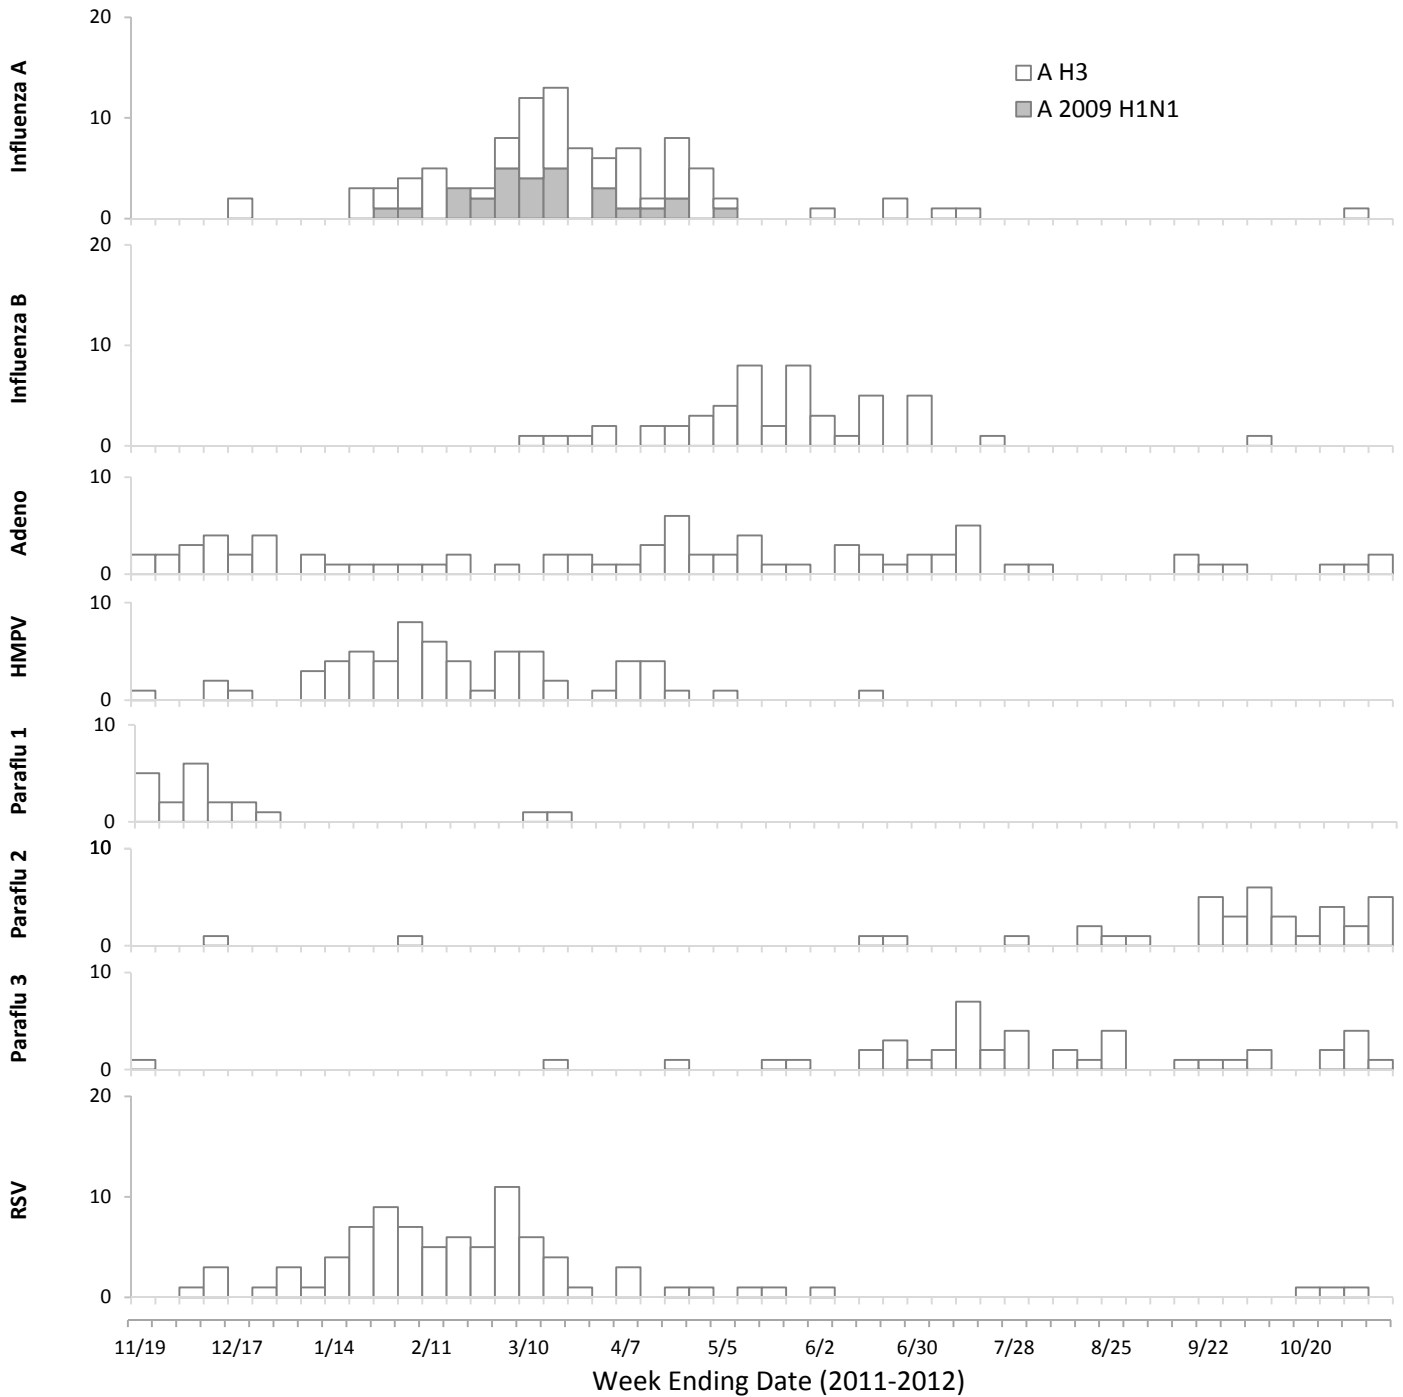 Influenza A
20
10
0
A H3
A 2009 H1N1
Influenza B
20
10
0
Adeno
10
0
HMPV
10
0
Paraflu 1
10
0
Paraflu 2
10
0
Paraflu 3
10
0
RSV
20
10
0
11/19 12/17 1/14 2/11 3/10 4/7 5/5 6/2 6/30 7/28 8/25 9/22 10/20
Week Ending Date (2011-2012)